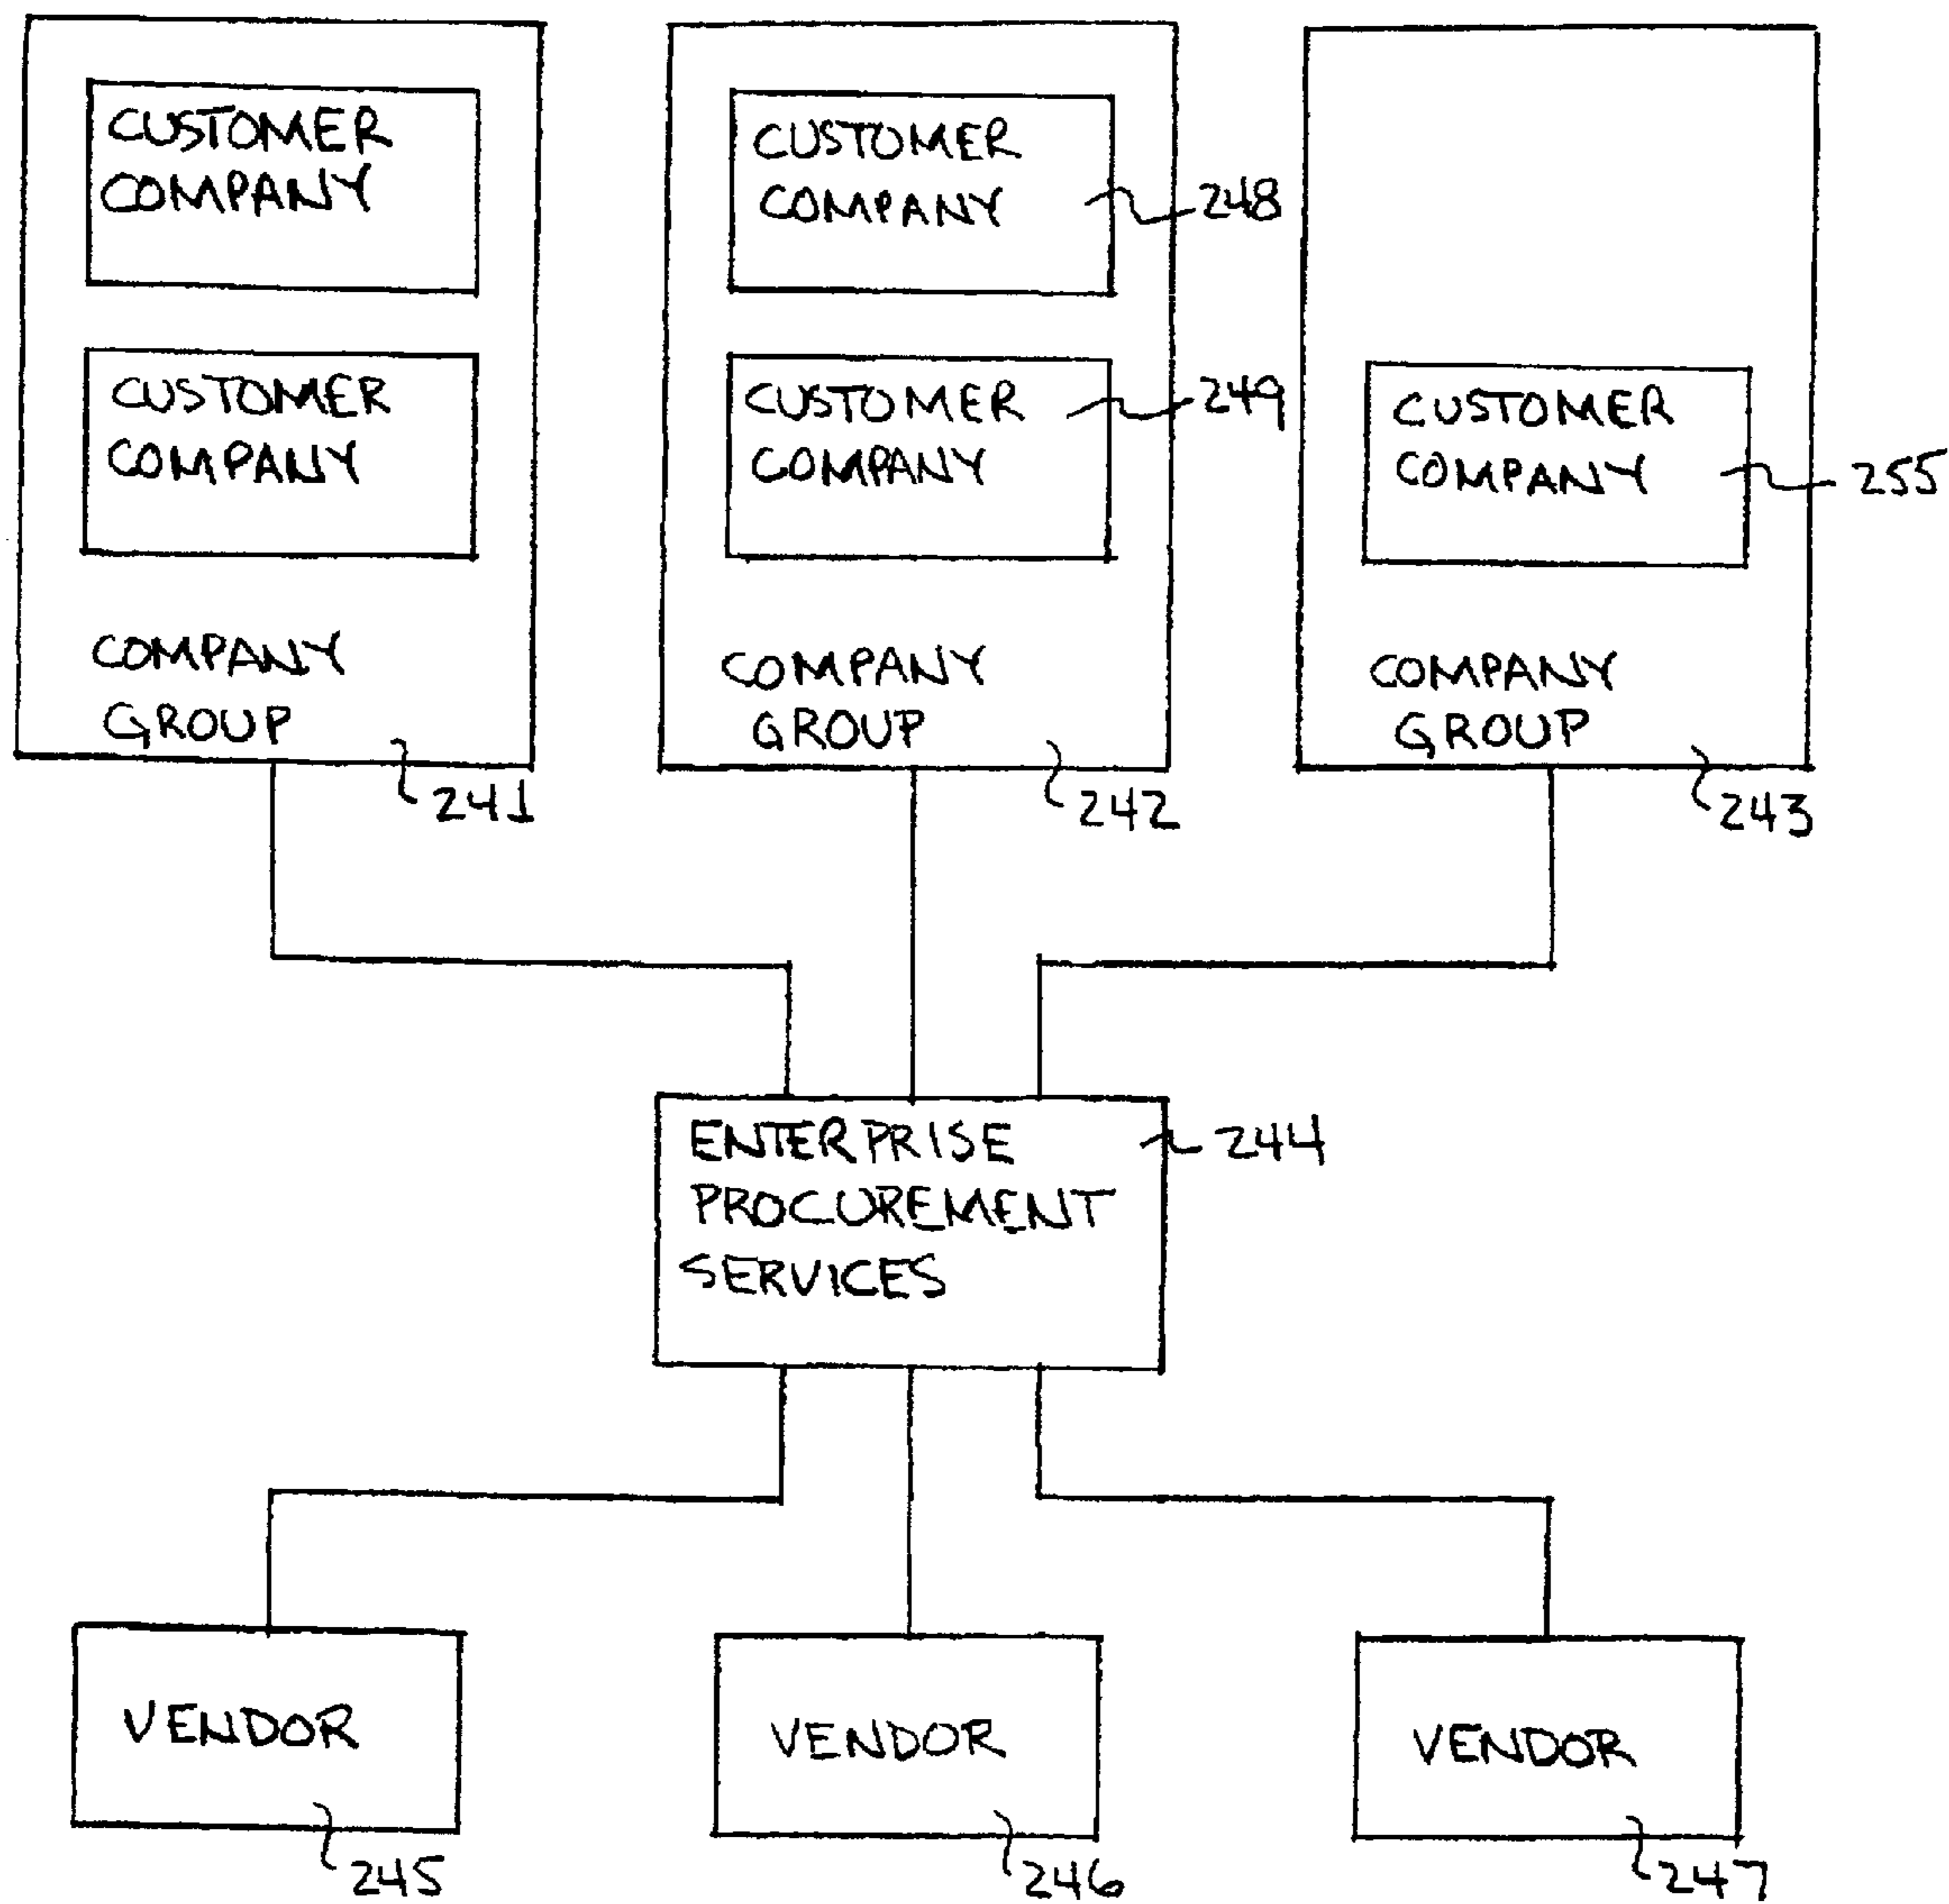 CUSTOMER
COMPANY
CUSTOMER
COMPANY
COMPANY
GROUP
241
CUSTOMER
COMPANY
248
CUSTOMER
COMPANY
249
COMPANY
GROUP
242
CUSTOMER
COMPANY
255
COMPANY
GROUP
243
ENTERPRISE
PROCUREMENT
SERVICES
244
VENDOR
245
VENDOR
246
VENDOR
247